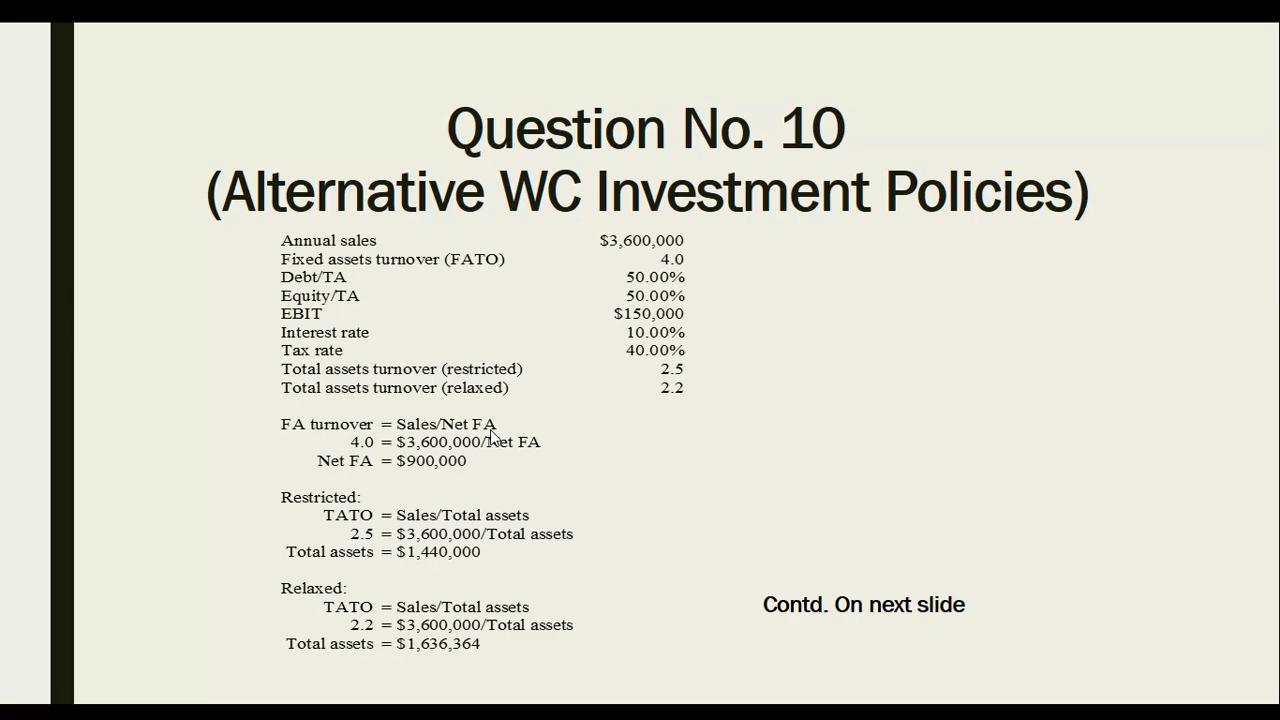 Question No. 10
(Alternative WC Investment Policies)
Annual sales $3,600,000
Fixed assets turnover (FATO) 4.0
Debt/TA 50.00%
Equity/TA 50.00%
EBIT $150,000
Interest rate 10.00%
Tax rate 40.00%
Total assets turnover (restricted) 2.5
Total assets turnover (relaxed) 2.2
FA turnover = Sales/Net FA
4.0 = $3,600,000/Net FA
Net FA = $900,000
Restricted:
TATO = Sales/Total assets
2.5 = $3,600,000/Total assets
Total assets = $1,440,000
Relaxed:
TATO = Sales/Total assets
2.2 = $3,600,000/Total assets
Total assets = $1,636,364
Contd. On next slide